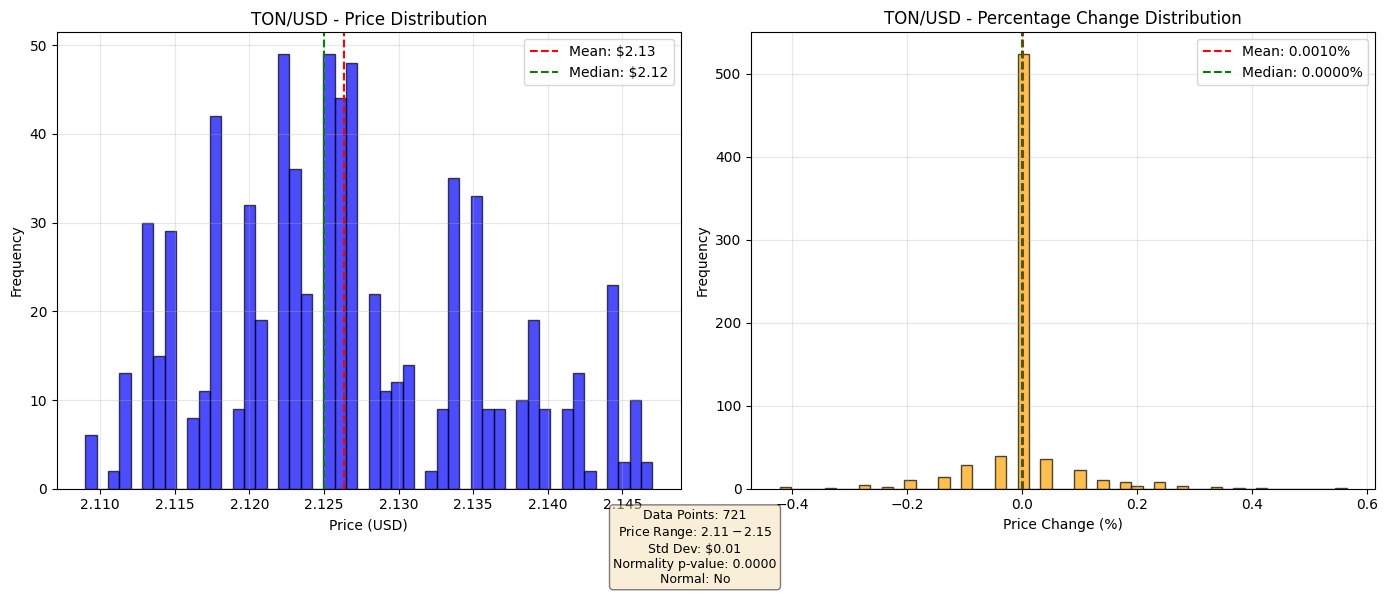 TON/USD - Price Distribution
Mean: $2.13
Median: $2.12
50
40
30
20
10
0
Frequency
2.110
2.115
2.120
2.125
2.130
2.135
2.140
2.145
Price (USD)
TON/USD - Percentage Change Distribution
Mean: 0.0010%
Median: 0.0000%
500
400
300
200
100
0
Frequency
−0.4
−0.2
0.0
0.2
0.4
0.6
Price Change (%)
Data Points: 721
Price Range: 2.11 − 2.15
Std Dev: $0.01
Normality p-value: 0.0000
Normal: No